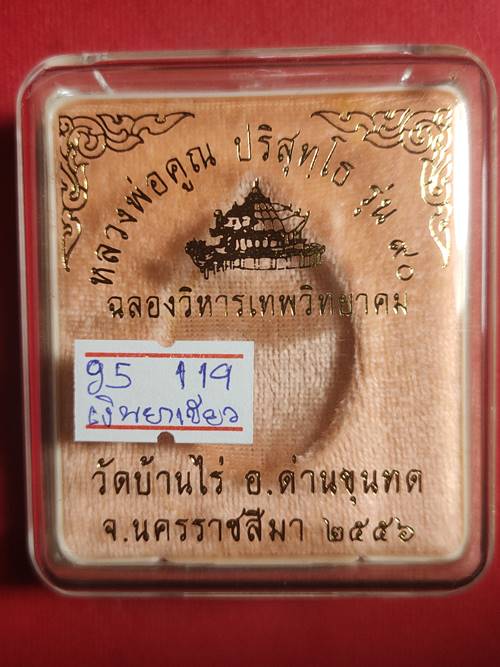 หลวงพ่อคูณ ปริสุทฺโธ รุ่น ๙๐
ฉลองวิหารเทพวิทยาคม
95 119
เงินยาเขียว
วัดบ้านไร่ อ.ด่านขุนทด
จ.นครราชสีมา ๒๕๕๖